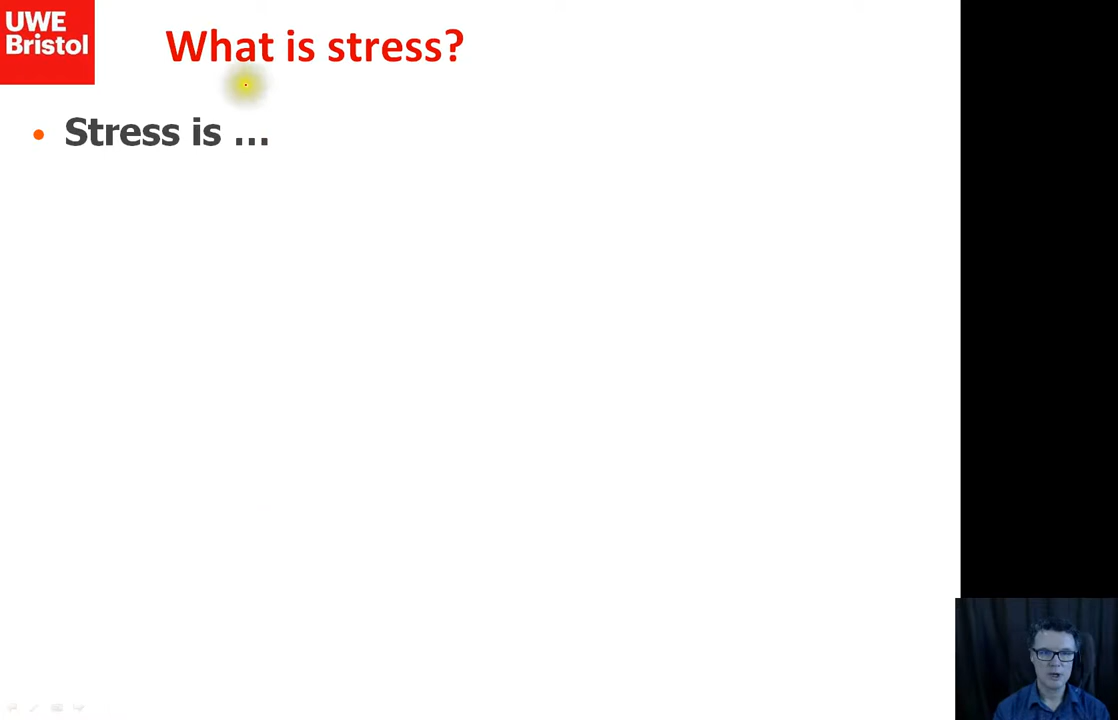 UWE
Bristol
What is stress?
• Stress is ...